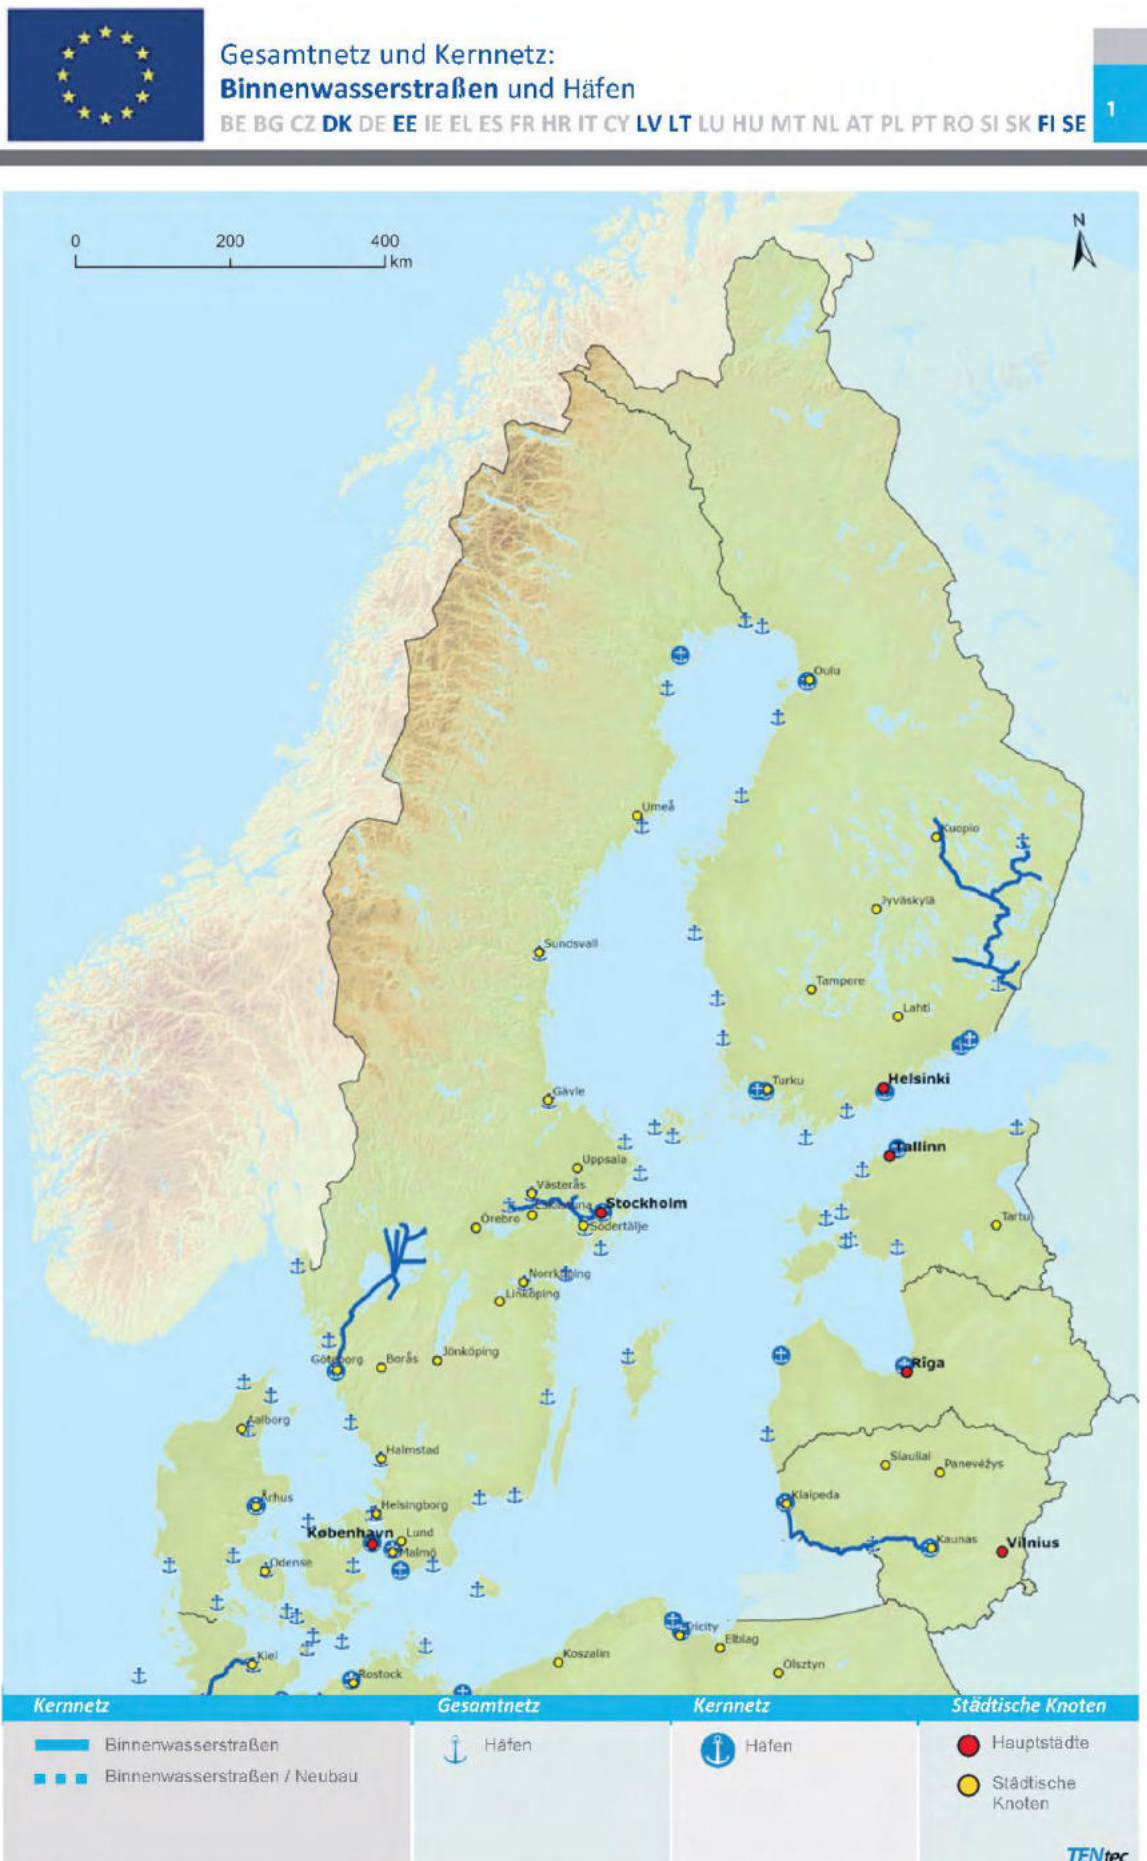 Gesamtnetz und Kernnetz:
Binnenwasserstraßen und Häfen
BE BG CZ DK DE EE IE EL ES FR HR IT CY LV LT LU HU MT NL AT PL PT RO SI SK FI SE
1
0 200 400
km
N
Oulu
Umeå
Kuopio
Jyväskylä
Sundsvall
Tampere
Lahti
Turku
Helsinki
Gävle
Tallinn
Uppsala
Västerås
Stockholm
Örebro
Södertälje
Tartu
Norrköping
Linköping
Göteborg
Borås
Jönköping
Rīga
Aalborg
Halmstad
Siauliai
Panevėžys
Århus
Klaipeda
Helsingborg
København
Lund
Malmö
Kaunas
Vilnius
Odense
Tricity
Elblag
Kiel
Koszalin
Olsztyn
Rostock
Kernnetz Gesamtnetz Kernnetz Städtische Knoten
Binnenwasserstraßen
Binnenwasserstraßen / Neubau
Häfen
Häfen
Hauptstädte
Städtische
Knoten
TENtec